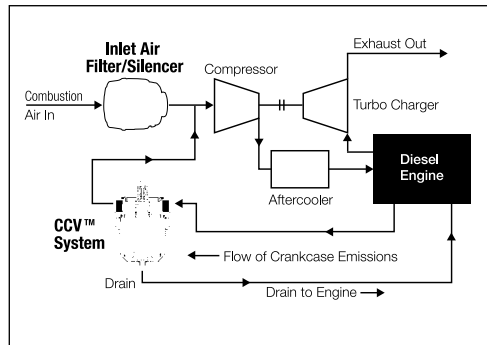 Exhaust Out
Inlet Air
Filter/Silencer
Compressor
Combustion
Air In
Turbo Charger
Diesel
Engine
Aftercooler
CCV™
System
Flow of Crankcase Emissions
Drain
Drain to Engine